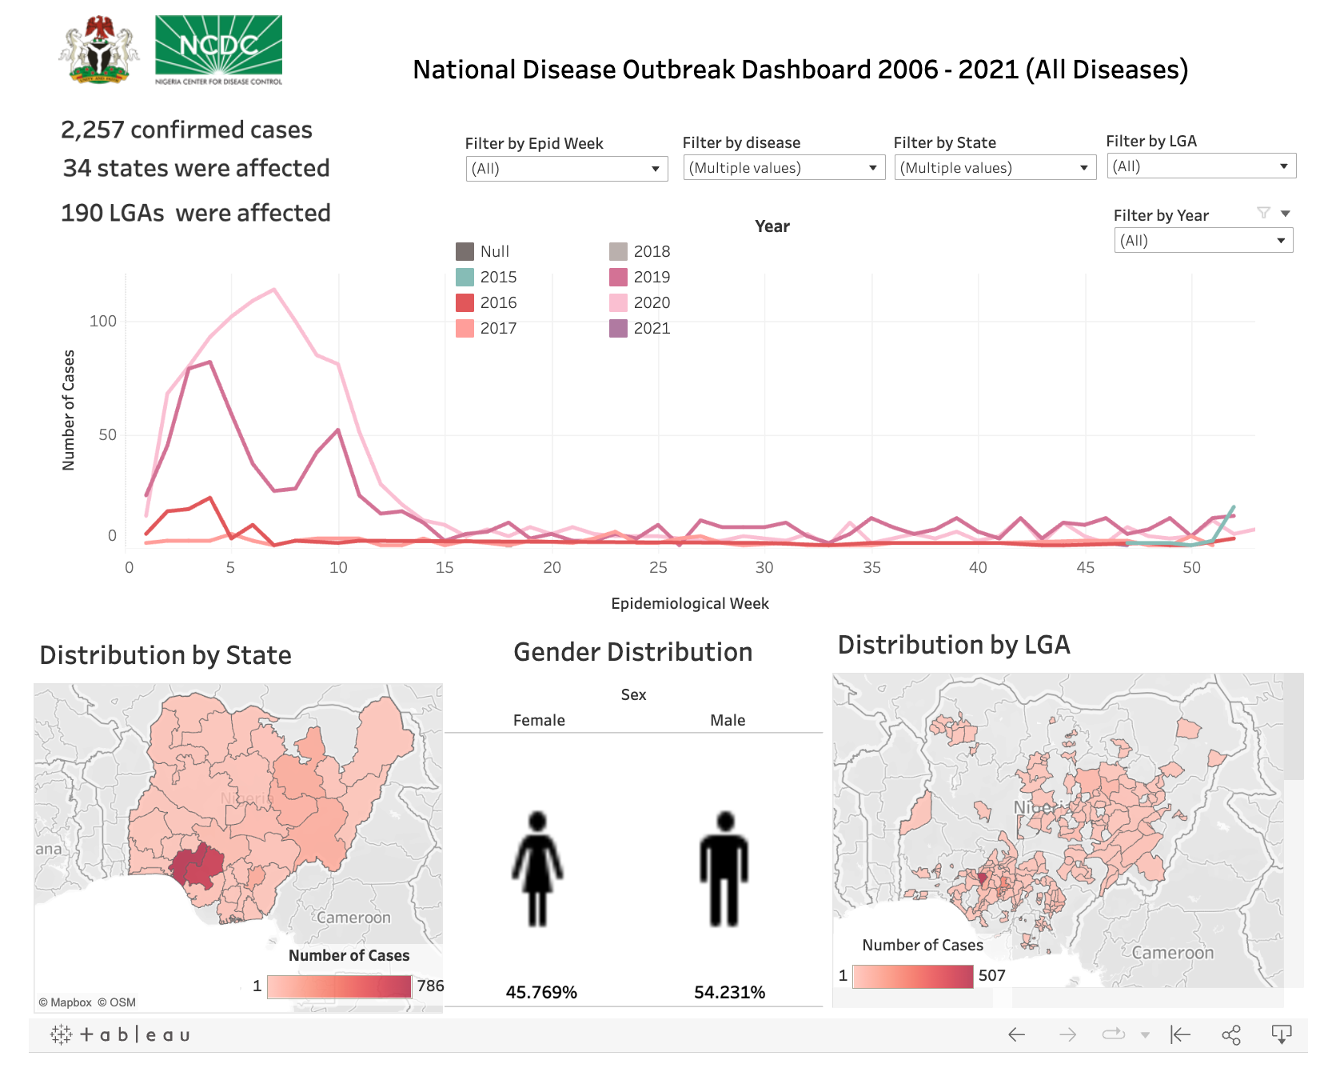 NCDC
NIGERIA CENTER FOR DISEASE CONTROL
National Disease Outbreak Dashboard 2006 - 2021 (All Diseases)
2,257 confirmed cases
34 states were affected
190 LGAs were affected
Filter by Epid Week
(All)
Filter by disease
(Multiple values)
Filter by State
(Multiple values)
Filter by LGA
(All)
Filter by Year
(All)
Year
Null
2015
2016
2017
2018
2019
2020
2021
Number of Cases
100
50
0
0 5 10 15 20 25 30 35 40 45 50
Epidemiological Week
Distribution by State
Nigeria
ana
Cameroon
Number of Cases
1 786
© Mapbox © OSM
Gender Distribution
Sex
Female Male
45.769% 54.231%
Distribution by LGA
Nigeria
Cameroon
Number of Cases
1 507
+ableau